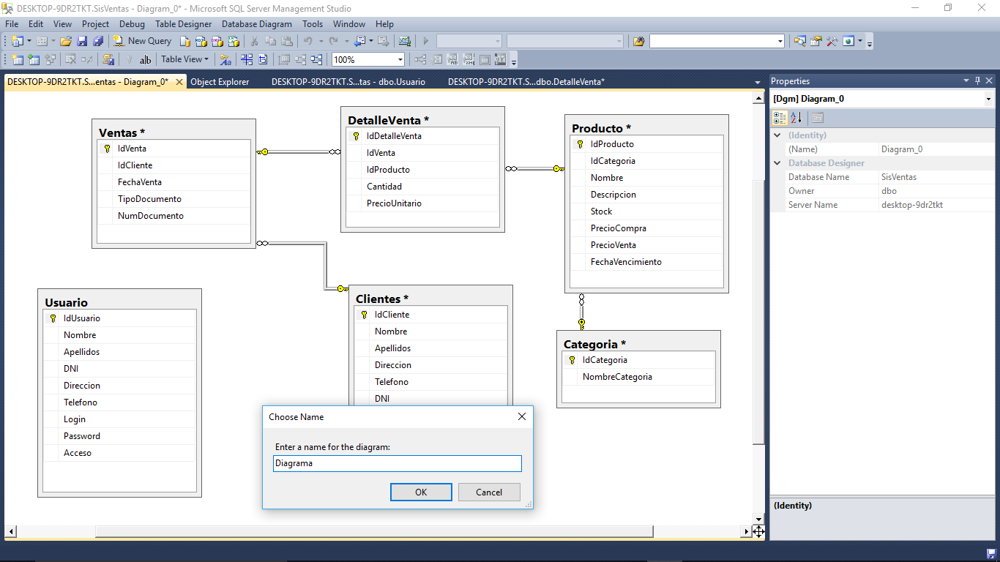 DESKTOP-9DR2TKT.SisVentas - Diagram_0* - Microsoft SQL Server Management Studio
File Edit View Project Debug Table Designer Database Diagram Tools Window Help
New Query
ab Table View 100%
DESKTOP-9DR2TKT.S...entas - Diagram_0* Object Explorer DESKTOP-9DR2TKT.S...tas - dbo.Usuario DESKTOP-9DR2TKT.S...dbo.DetalleVenta*
Ventas *
IdVenta
IdCliente
FechaVenta
TipoDocumento
NumDocumento
DetalleVenta *
IdDetalleVenta
IdVenta
IdProducto
Cantidad
PrecioUnitario
Producto *
IdProducto
IdCategoria
Nombre
Descripcion
Stock
PrecioCompra
PrecioVenta
FechaVencimiento
Usuario
IdUsuario
Nombre
Apellidos
DNI
Direccion
Telefono
Login
Password
Acceso
Clientes *
IdCliente
Nombre
Apellidos
Direccion
Telefono
DNI
Categoria *
IdCategoria
NombreCategoria
Choose Name
Enter a name for the diagram:
Diagrama
OK Cancel
Properties
[Dgm] Diagram_0
(Identity)
(Name) Diagram_0
Database Designer
Database Name SisVentas
Owner dbo
Server Name desktop-9dr2tkt
(Identity)